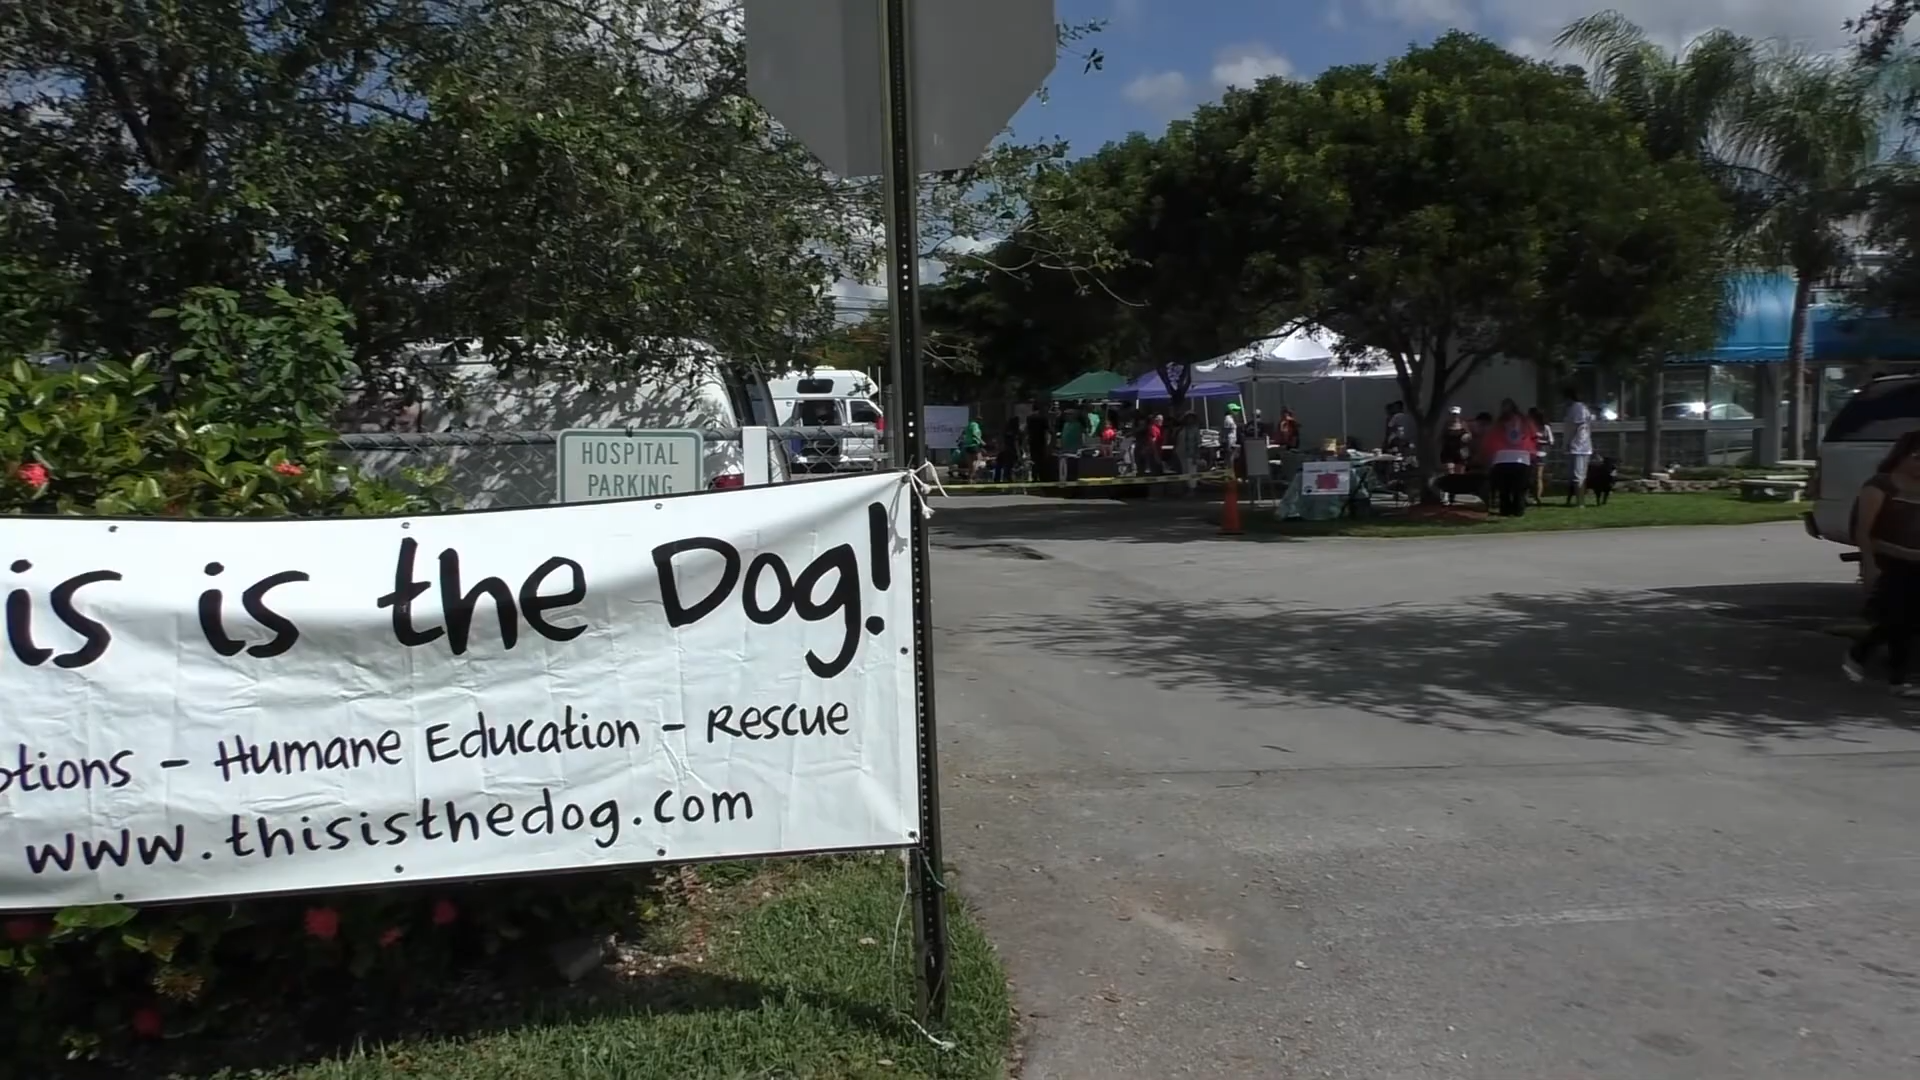 HOSPITAL
PARKING
is is the Dog!
otions - Humane Education - Rescue
www.thisisthedog.com